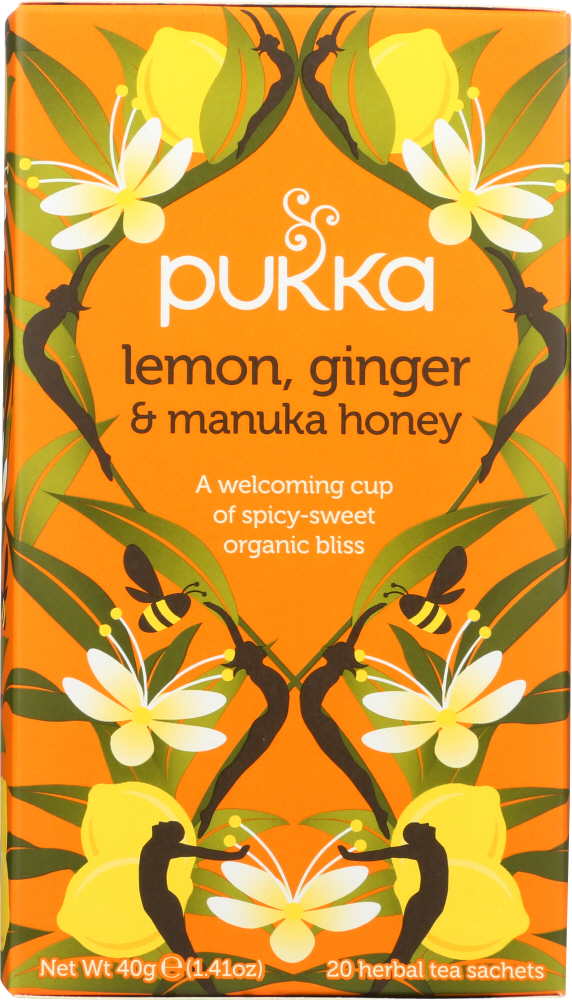 pukka
lemon, ginger
& manuka honey
A welcoming cup
of spicy-sweet
organic bliss
Net Wt 40g ℮ (1.41oz)
20 herbal tea sachets